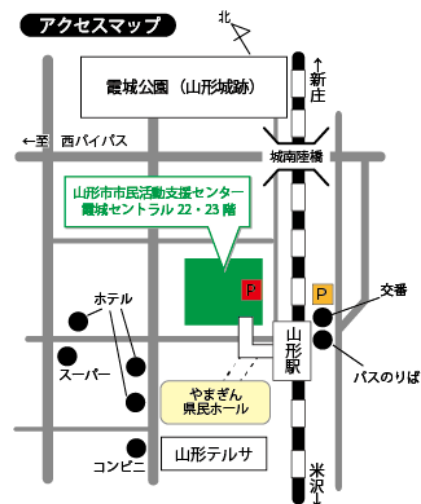 アクセスマップ
北
霞城公園（山形城跡）
↑新庄
←至 西バイパス
城南陸橋
山形市市民活動支援センター
霞城セントラル 22・23 階
P
P
ホテル
交番
山形駅
スーパー
バスのりば
やまぎん
県民ホール
山形テルサ
コンビニ
米沢↓